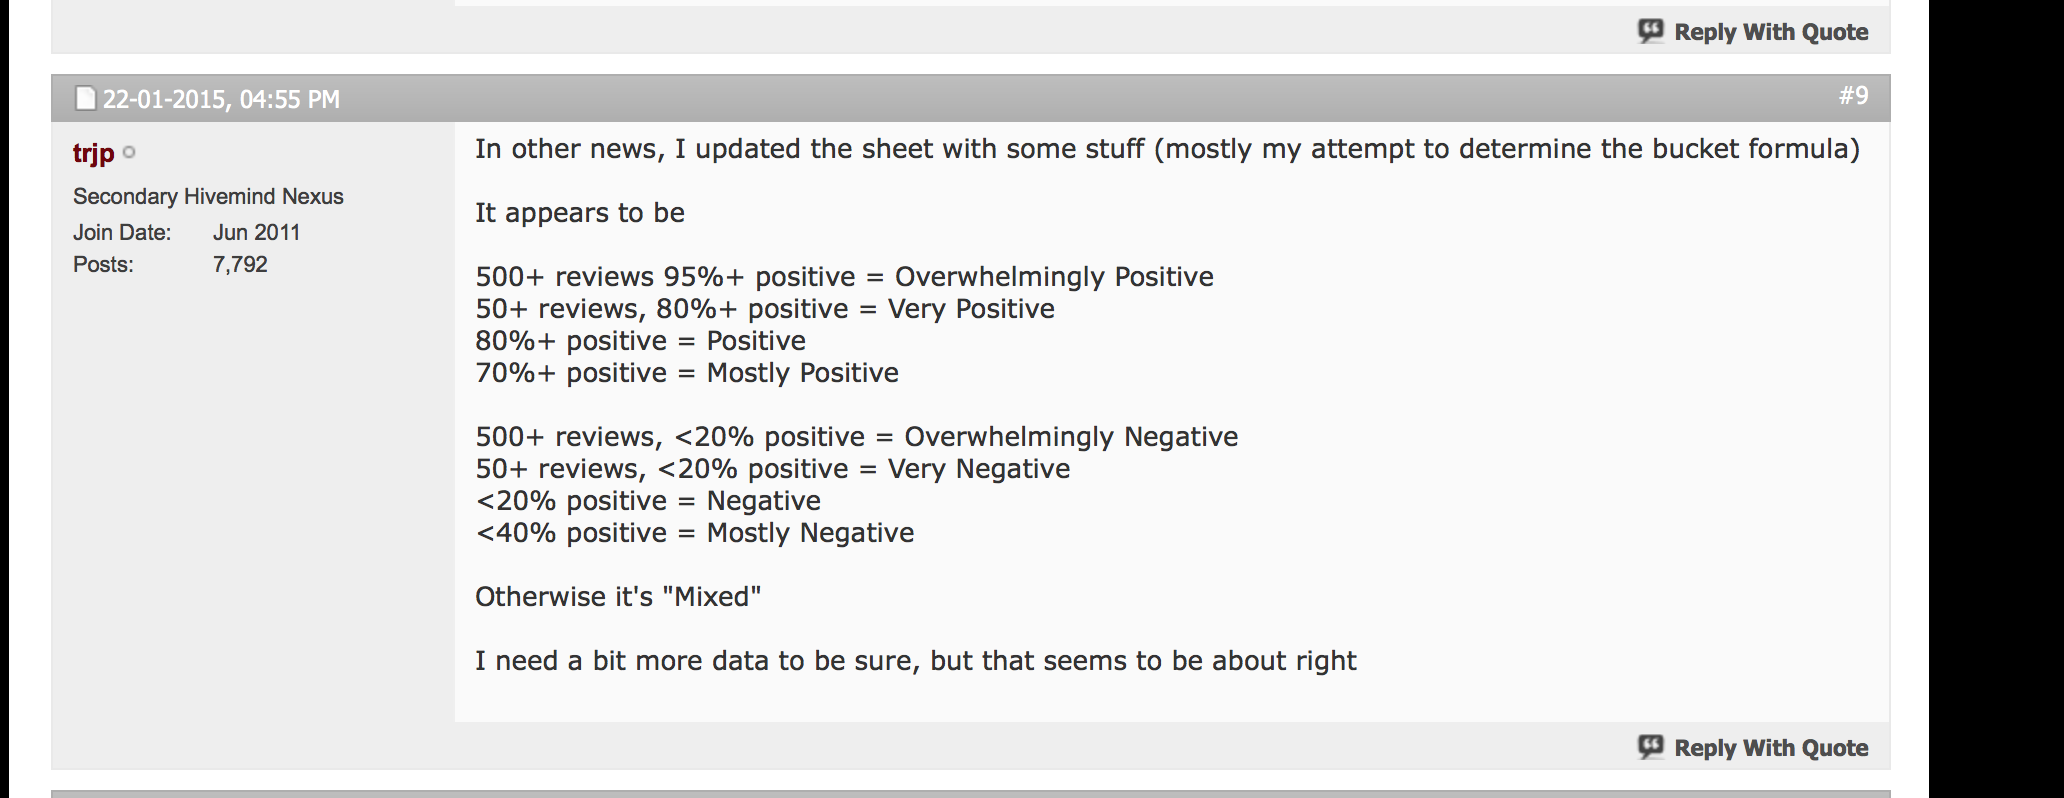 Reply With Quote
22-01-2015, 04:55 PM
#9
trjp
Secondary Hivemind Nexus
Join Date: Jun 2011
Posts: 7,792
In other news, I updated the sheet with some stuff (mostly my attempt to determine the bucket formula)
It appears to be
500+ reviews 95%+ positive = Overwhelmingly Positive
50+ reviews, 80%+ positive = Very Positive
80%+ positive = Positive
70%+ positive = Mostly Positive
500+ reviews, <20% positive = Overwhelmingly Negative
50+ reviews, <20% positive = Very Negative
<20% positive = Negative
<40% positive = Mostly Negative
Otherwise it's "Mixed"
I need a bit more data to be sure, but that seems to be about right
Reply With Quote